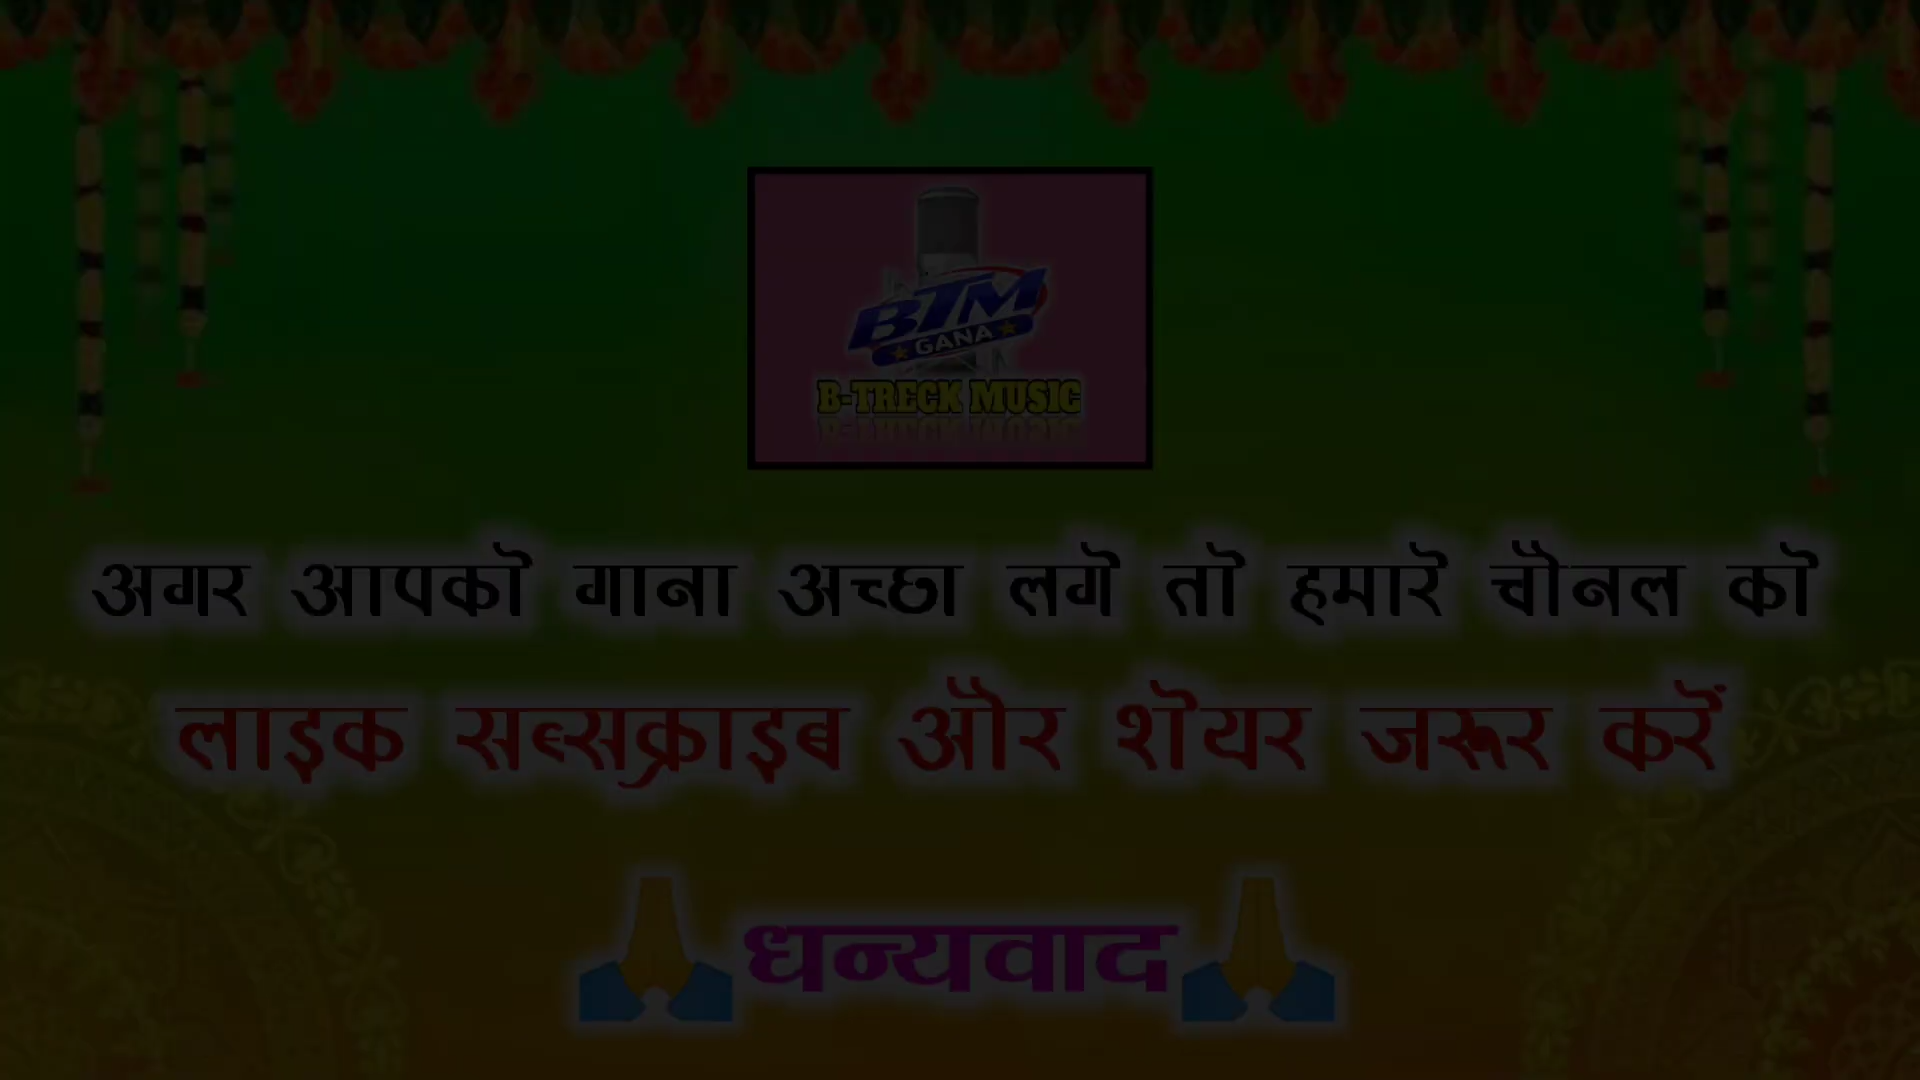 BTM
GANA
B-TRECK MUSIC
अगर आपको गाना अच्छा लगे तो हमारे चौनल को
लाइक सब्सक्राइब और शेयर जरूर करें
धन्यवाद